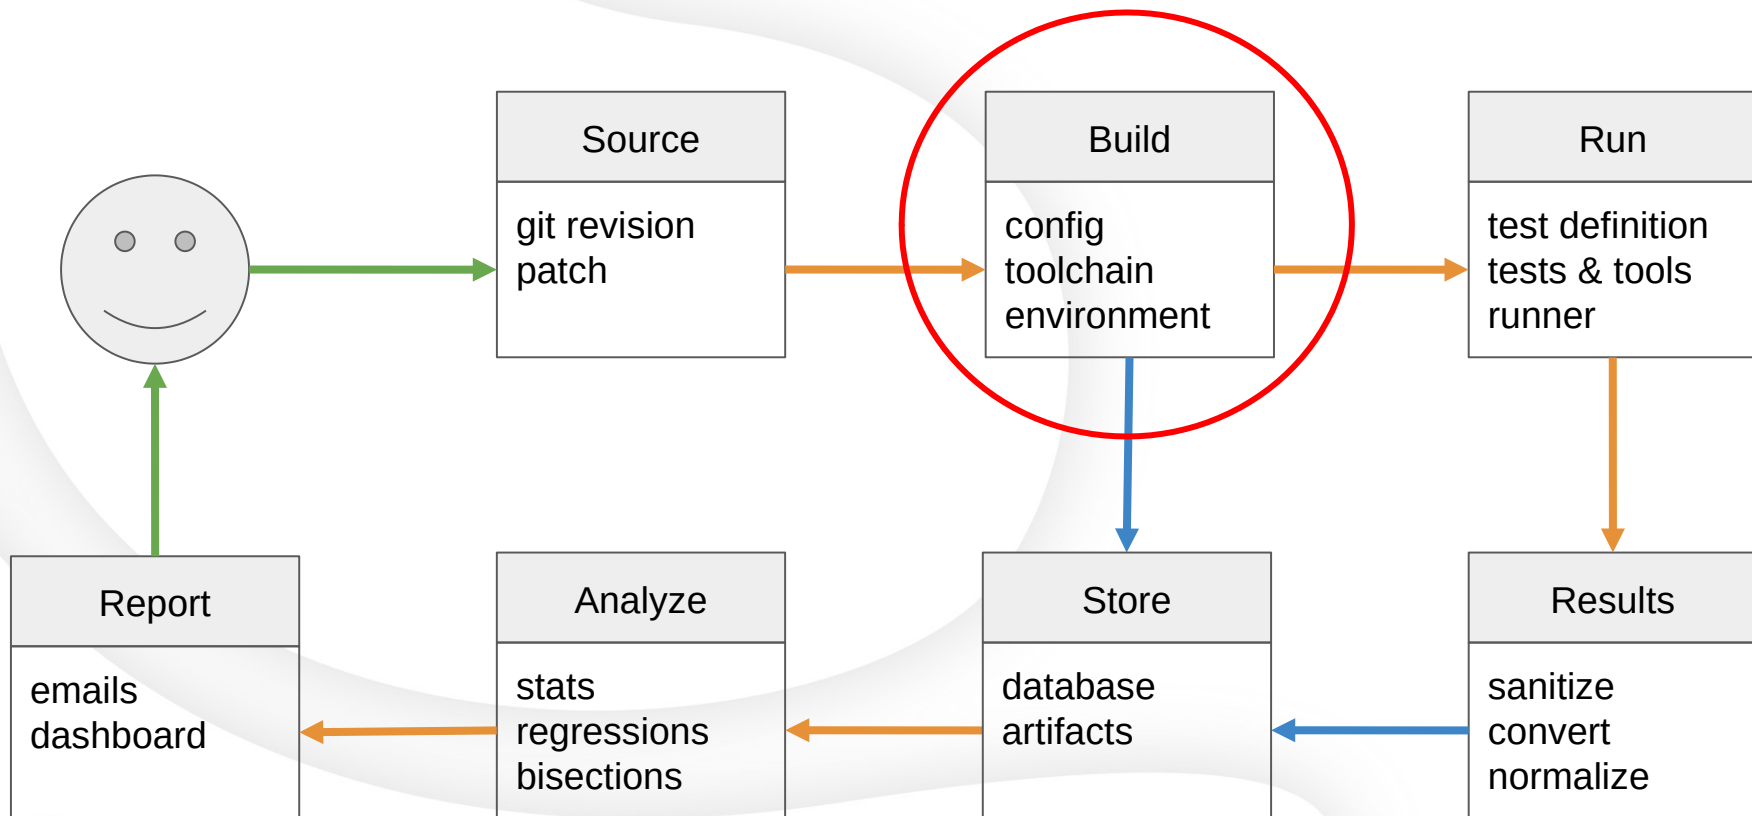 Source
git revision
patch
Build
config
toolchain
environment
Run
test definition
tests & tools
runner
Report
emails
dashboard
Analyze
stats
regressions
bisections
Store
database
artifacts
Results
sanitize
convert
normalize